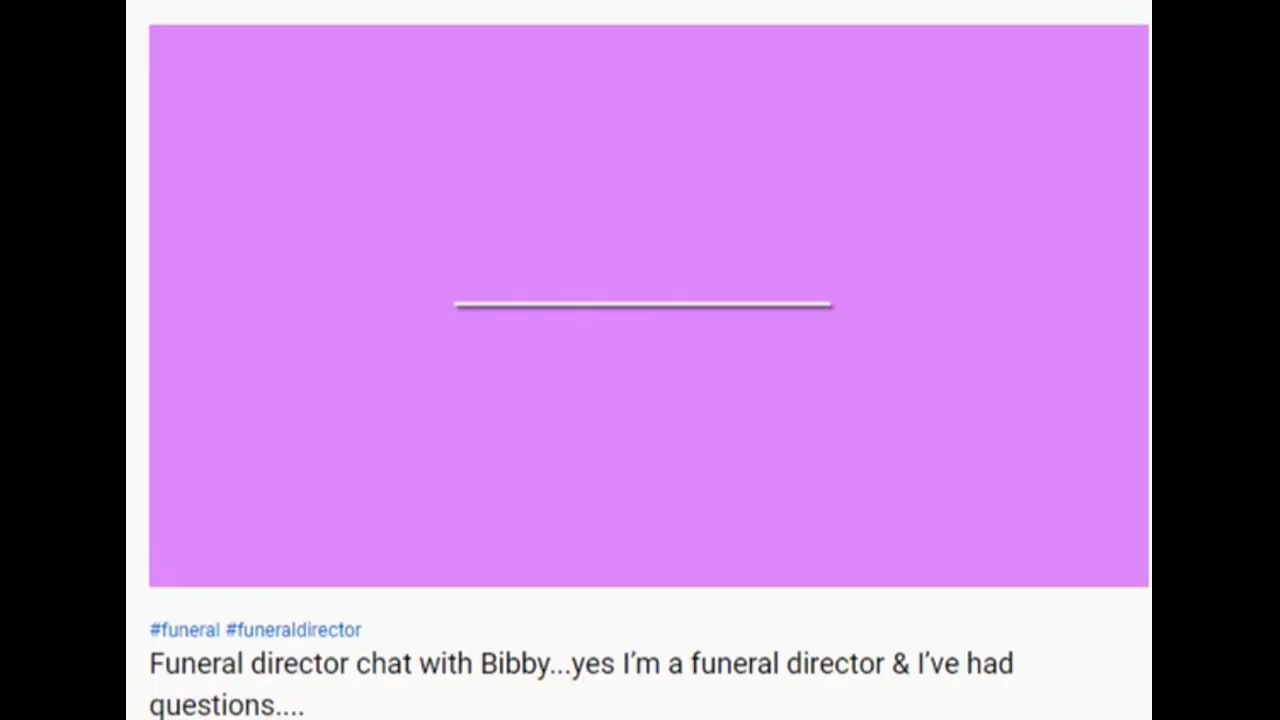 #funeral #funeraldirector
Funeral director chat with Bibby...yes I’m a funeral director & I’ve had
questions....